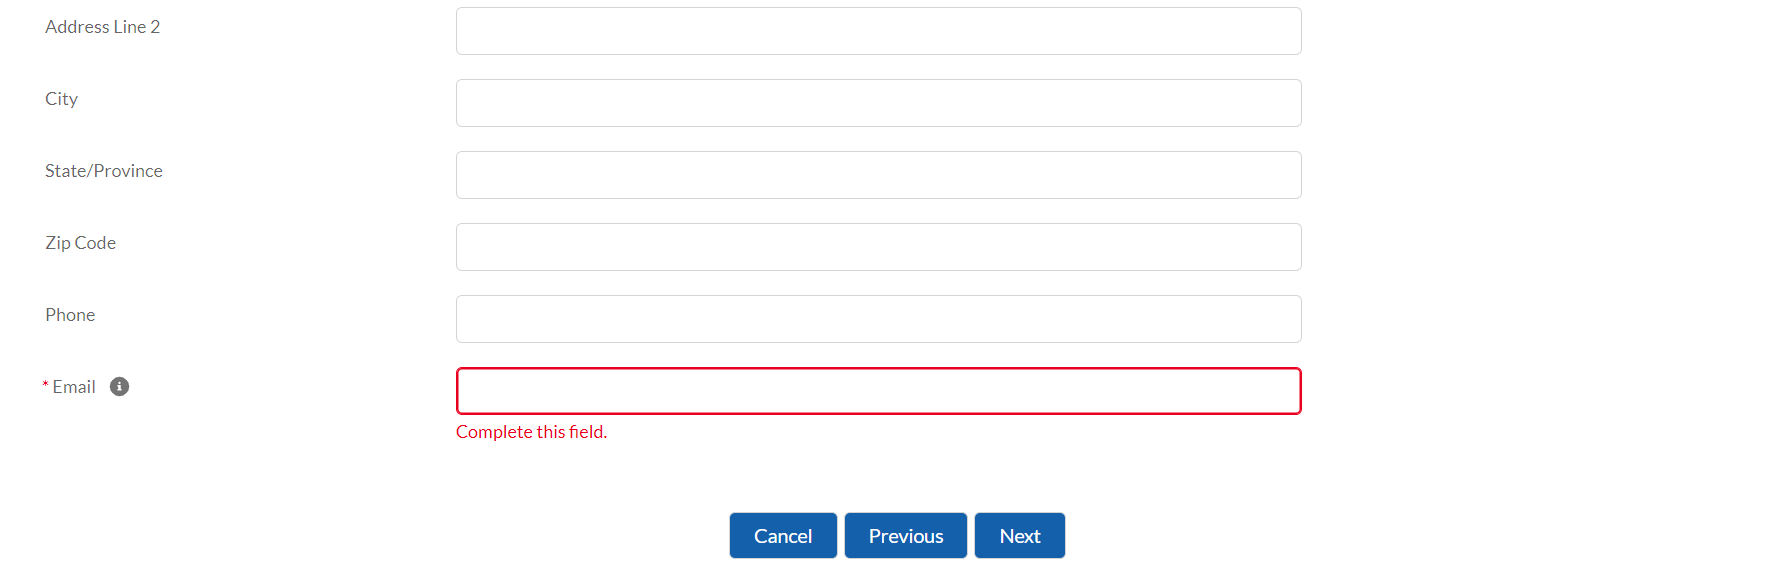 Address Line 2
City
State/Province
Zip Code
Phone
* Email
Complete this field.
Cancel Previous Next